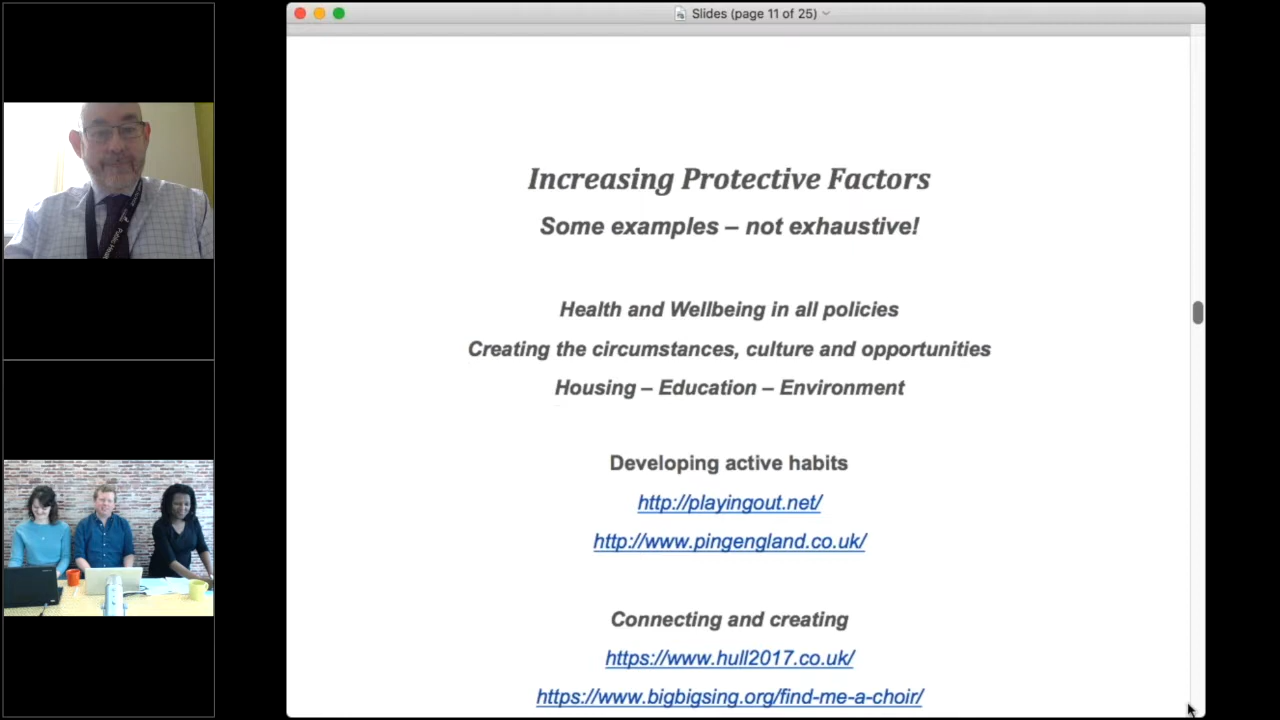 Slides (page 11 of 25)
Increasing Protective Factors
Some examples – not exhaustive!
Health and Wellbeing in all policies
Creating the circumstances, culture and opportunities
Housing – Education – Environment
Developing active habits
http://playingout.net/
http://www.pingengland.co.uk/
Connecting and creating
https://www.hull2017.co.uk/
https://www.bigbigsing.org/find-me-a-choir/